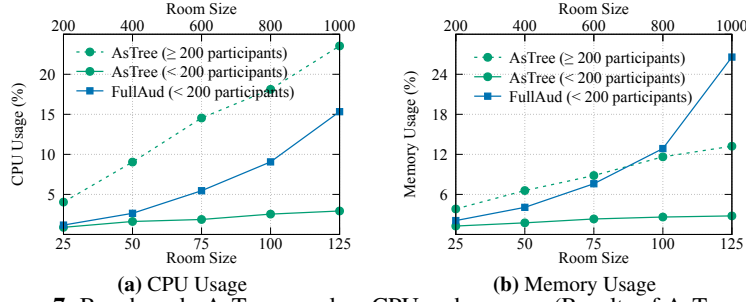 Room Size
200 400 600 800 1000
AsTree (≥ 200 participants)
AsTree (< 200 participants)
FullAud (< 200 participants)
CPU Usage (%)
20
15
10
5
25 50 75 100 125
Room Size
(a) CPU Usage
Room Size
200 400 600 800 1000
AsTree (≥ 200 participants)
AsTree (< 200 participants)
FullAud (< 200 participants)
Memory Usage (%)
24
18
12
6
25 50 75 100 125
Room Size
(b) Memory Usage